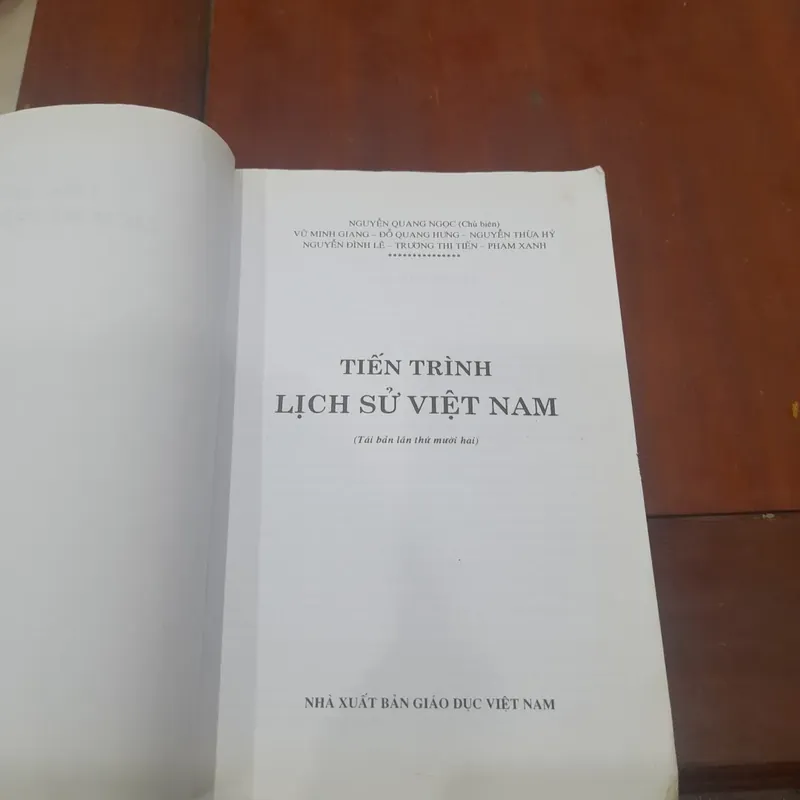 NGUYỄN QUANG NGỌC (Chủ biên)
VŨ MINH GIANG – ĐỖ QUANG HƯNG – NGUYỄN THỪA HỶ
NGUYỄN ĐÌNH LÊ – TRƯƠNG THỊ TIẾN – PHẠM XANH
***************
TIẾN TRÌNH
LỊCH SỬ VIỆT NAM
(Tái bản lần thứ mười hai)
NHÀ XUẤT BẢN GIÁO DỤC VIỆT NAM